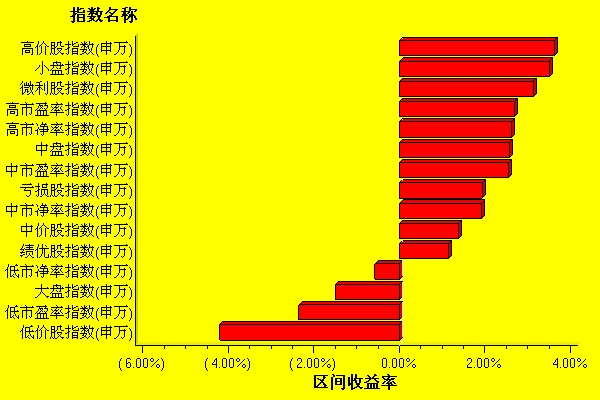 指数名称
高价股指数(申万)
小盘指数(申万)
微利股指数(申万)
高市盈率指数(申万)
高市净率指数(申万)
中盘指数(申万)
中市盈率指数(申万)
亏损股指数(申万)
中市净率指数(申万)
中价股指数(申万)
绩优股指数(申万)
低市净率指数(申万)
大盘指数(申万)
低市盈率指数(申万)
低价股指数(申万)
(6.00%) (4.00%) (2.00%) 0.00% 2.00% 4.00%
区间收益率